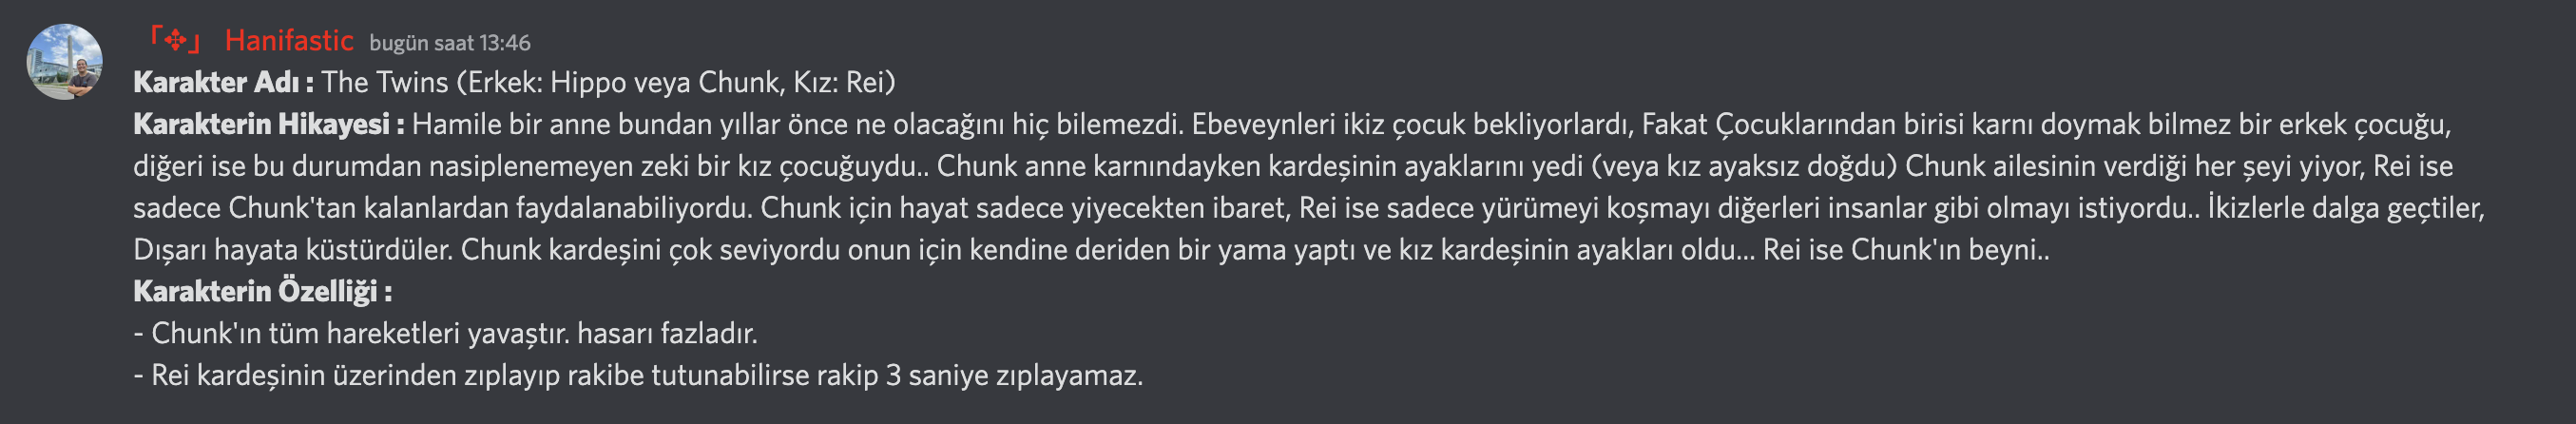 「✥」 Hanifastic bugün saat 13:46
Karakter Adı : The Twins (Erkek: Hippo veya Chunk, Kız: Rei)
Karakterin Hikayesi : Hamile bir anne bundan yıllar önce ne olacağını hiç bilemezdi. Ebeveynleri ikiz çocuk bekliyorlardı, Fakat Çocuklarından birisi karnı doymak bilmez bir erkek çocuğu,
diğeri ise bu durumdan nasiplenemeyen zeki bir kız çocuğuydu.. Chunk anne karnındayken kardeşinin ayaklarını yedi (veya kız ayaksız doğdu) Chunk ailesinin verdiği her şeyi yiyor, Rei ise
sadece Chunk'tan kalanlardan faydalanabiliyordu. Chunk için hayat sadece yiyecekten ibaret, Rei ise sadece yürümeyi koşmayı diğerleri insanlar gibi olmayı istiyordu.. İkizlerle dalga geçtiler,
Dışarı hayata küstürdüler. Chunk kardeşini çok seviyordu onun için kendine deriden bir yama yaptı ve kız kardeşinin ayakları oldu... Rei ise Chunk'ın beyni..
Karakterin Özelliği :
- Chunk'ın tüm hareketleri yavaştır. hasarı fazladır.
- Rei kardeşinin üzerinden zıplayıp rakibe tutunabilirse rakip 3 saniye zıplayamaz.